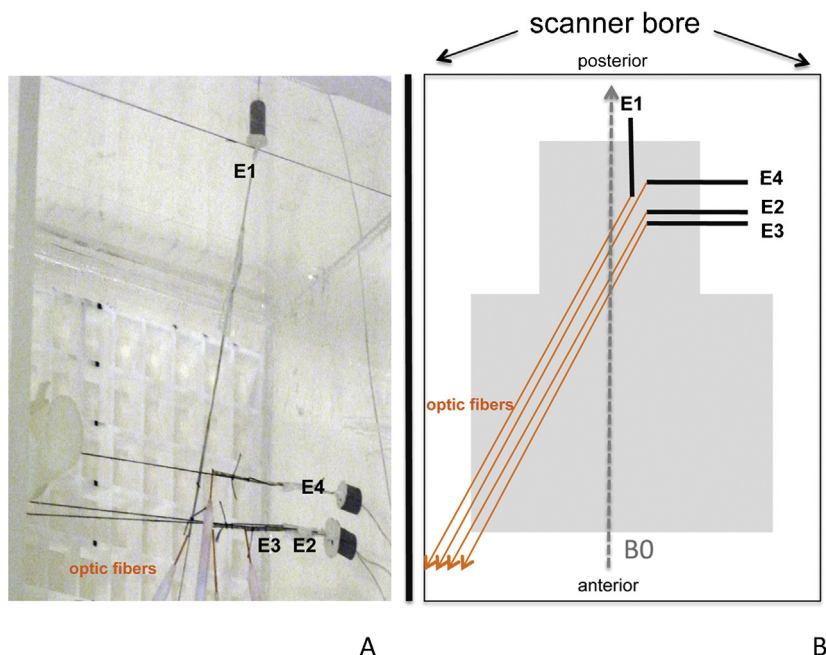 scanner bore
posterior
E1
E1
E4
E2
E3
E4
E3 E2
optic fibers
optic fibers
B0
anterior
A
B